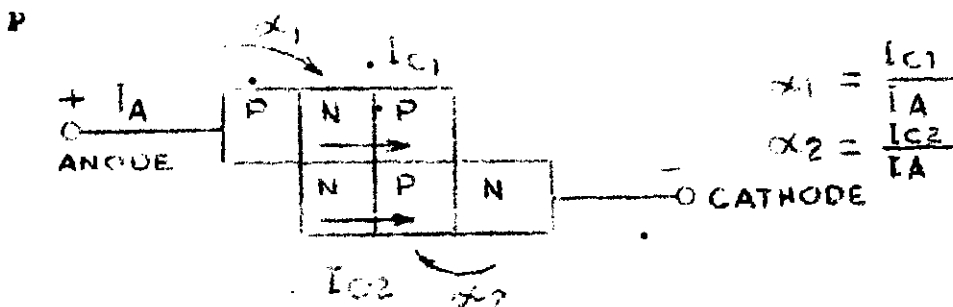 P
α1 IC1
+ IA P N P
ANODE
N P N
− CATHODE
IC2 α2
α1 = IC1 / IA
α2 = IC2 / IA